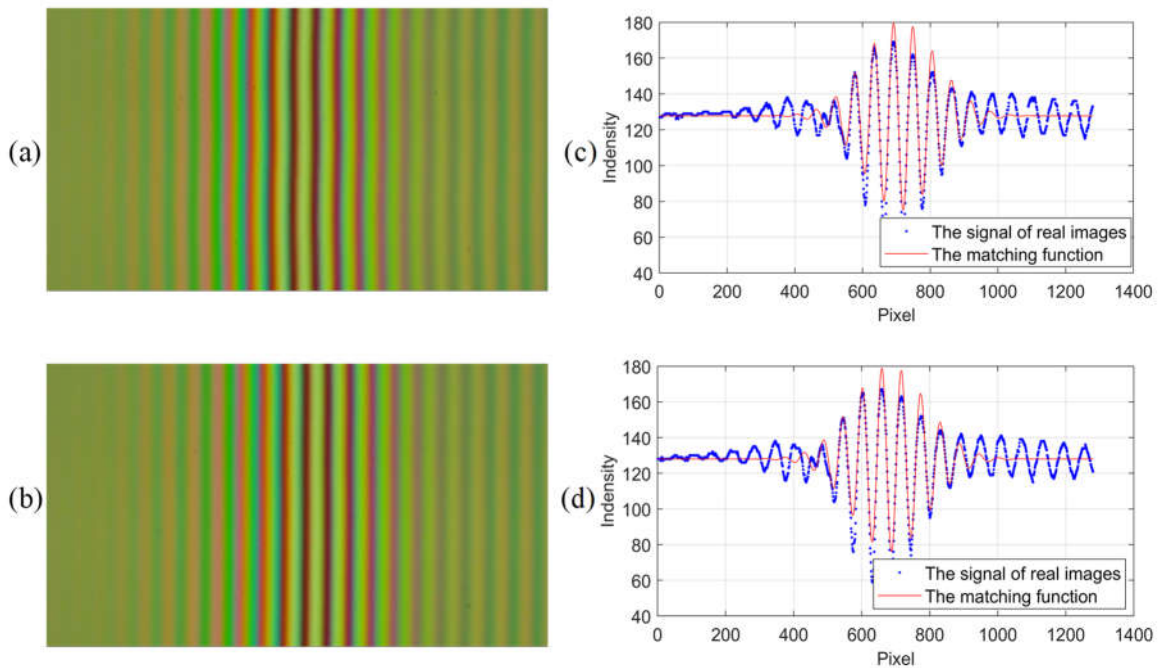 (a)
(c)
180
160
140
120
100
80
60
40
Indensity
The signal of real images
The matching function
0 200 400 600 800 1000 1200 1400
Pixel
(b)
(d)
180
160
140
120
100
80
60
40
Indensity
The signal of real images
The matching function
0 200 400 600 800 1000 1200 1400
Pixel